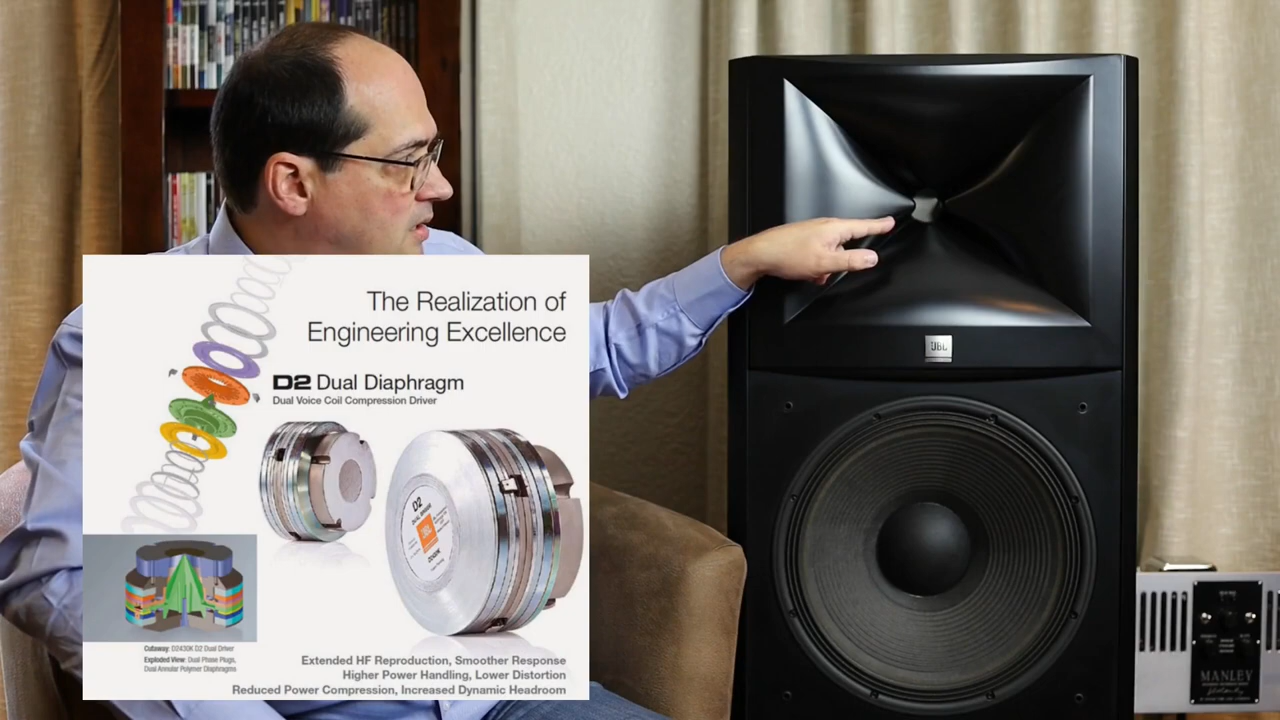 The Realization of
Engineering Excellence
D2 Dual Diaphragm
Dual Voice Coil Compression Driver
D2
JBL
D2430K
Cutaway: D2430K D2 Dual Driver
Exploded View: Dual Phase Plugs,
Dual Annular Polymer Diaphragms
Extended HF Reproduction, Smoother Response
Higher Power Handling, Lower Distortion
Reduced Power Compression, Increased Dynamic Headroom
JBL
MANLEY